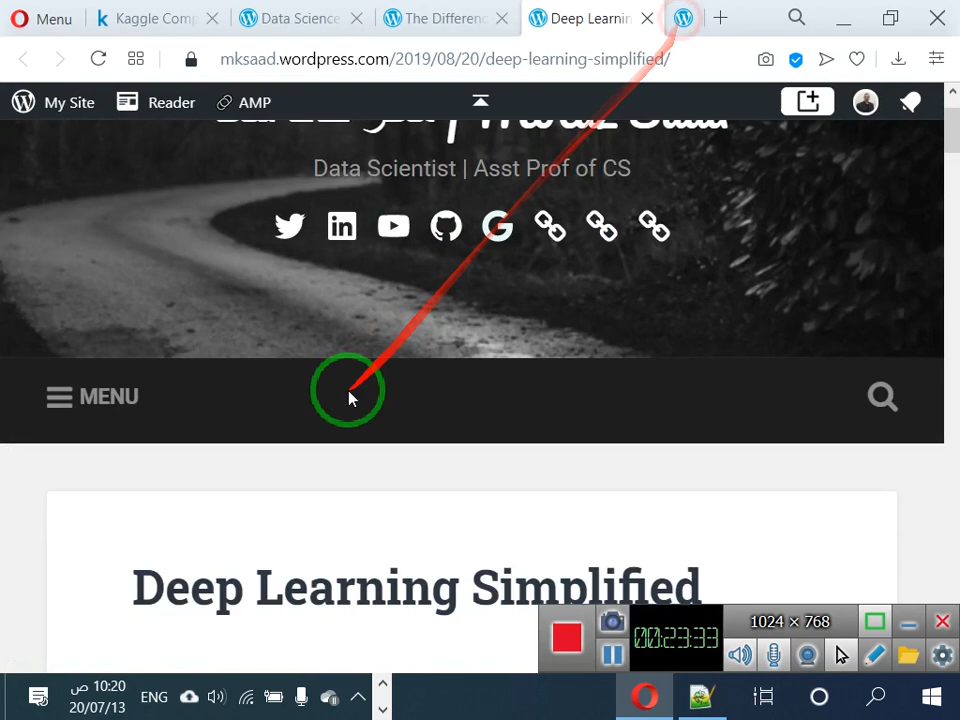 Menu
Kaggle Comp
Data Science
The Differenc
Deep Learnin
mksaad.wordpress.com/2019/08/20/deep-learning-simplified/
My Site
Reader
AMP
Data Scientist | Asst Prof of CS
MENU
Deep Learning Simplified
1024 × 768
00:23:33
10:20 ص
ENG
20/07/13